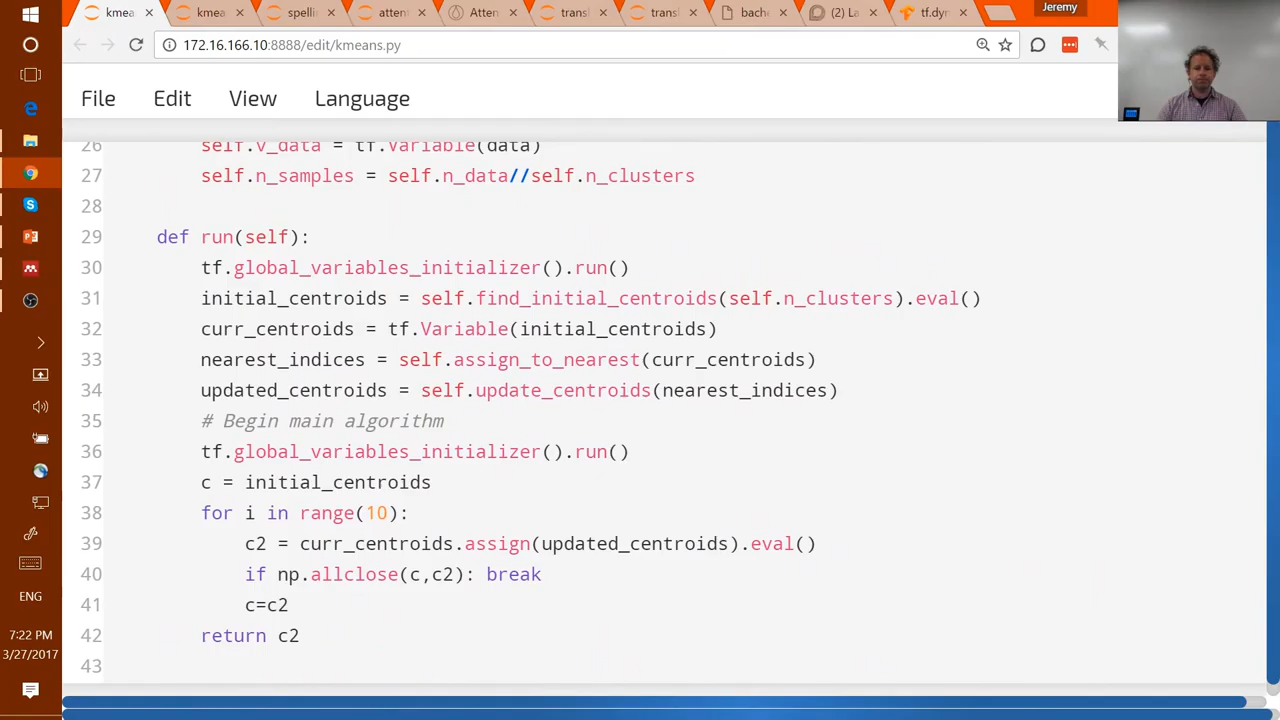 kmea
kmea
spellin
atten
Atten
transl
transl
bache
(2) La
tf.dyn
Jeremy
172.16.166.10:8888/edit/kmeans.py
File Edit View Language
26 self.v_data = tf.Variable(data)
27 self.n_samples = self.n_data//self.n_clusters
28
29 def run(self):
30 tf.global_variables_initializer().run()
31 initial_centroids = self.find_initial_centroids(self.n_clusters).eval()
32 curr_centroids = tf.Variable(initial_centroids)
33 nearest_indices = self.assign_to_nearest(curr_centroids)
34 updated_centroids = self.update_centroids(nearest_indices)
35 # Begin main algorithm
36 tf.global_variables_initializer().run()
37 c = initial_centroids
38 for i in range(10):
39 c2 = curr_centroids.assign(updated_centroids).eval()
40 if np.allclose(c,c2): break
41 c=c2
42 return c2
43
ENG
7:22 PM
3/27/2017